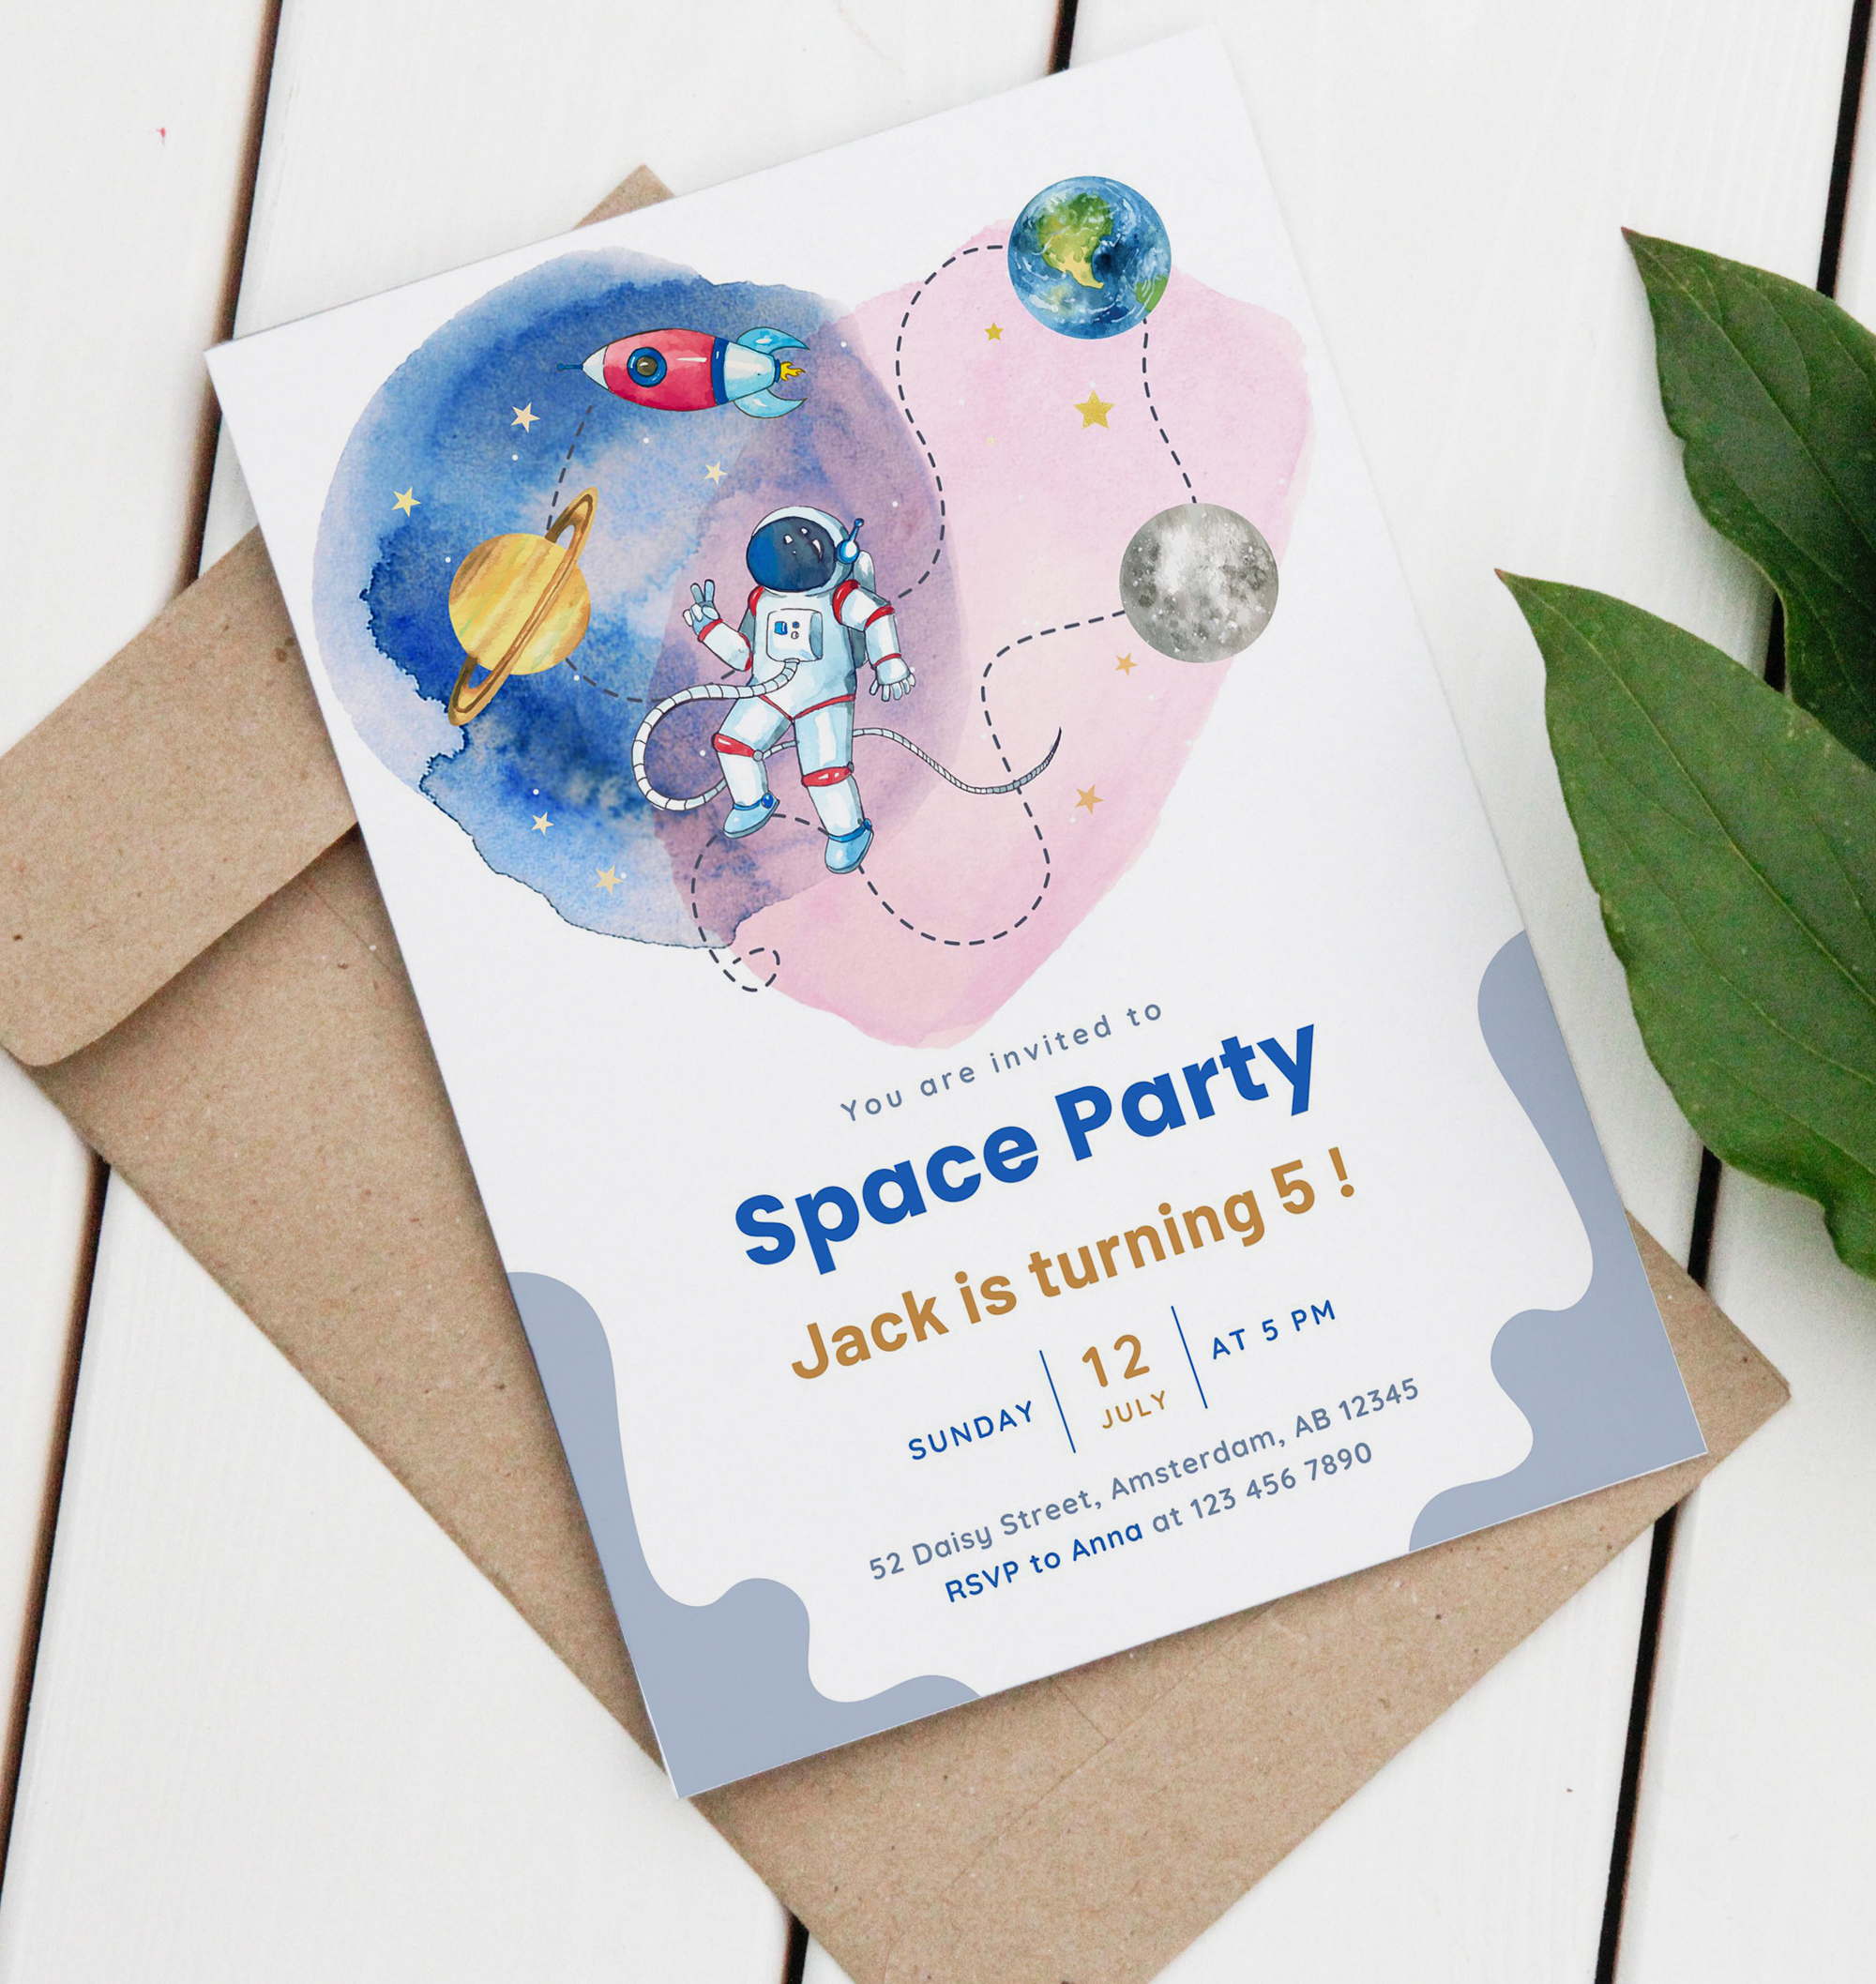 You are invited to
Space Party
Jack is turning 5 !
SUNDAY
12
JULY
AT 5 PM
52 Daisy Street, Amsterdam, AB 12345
RSVP to Anna at 123 456 7890